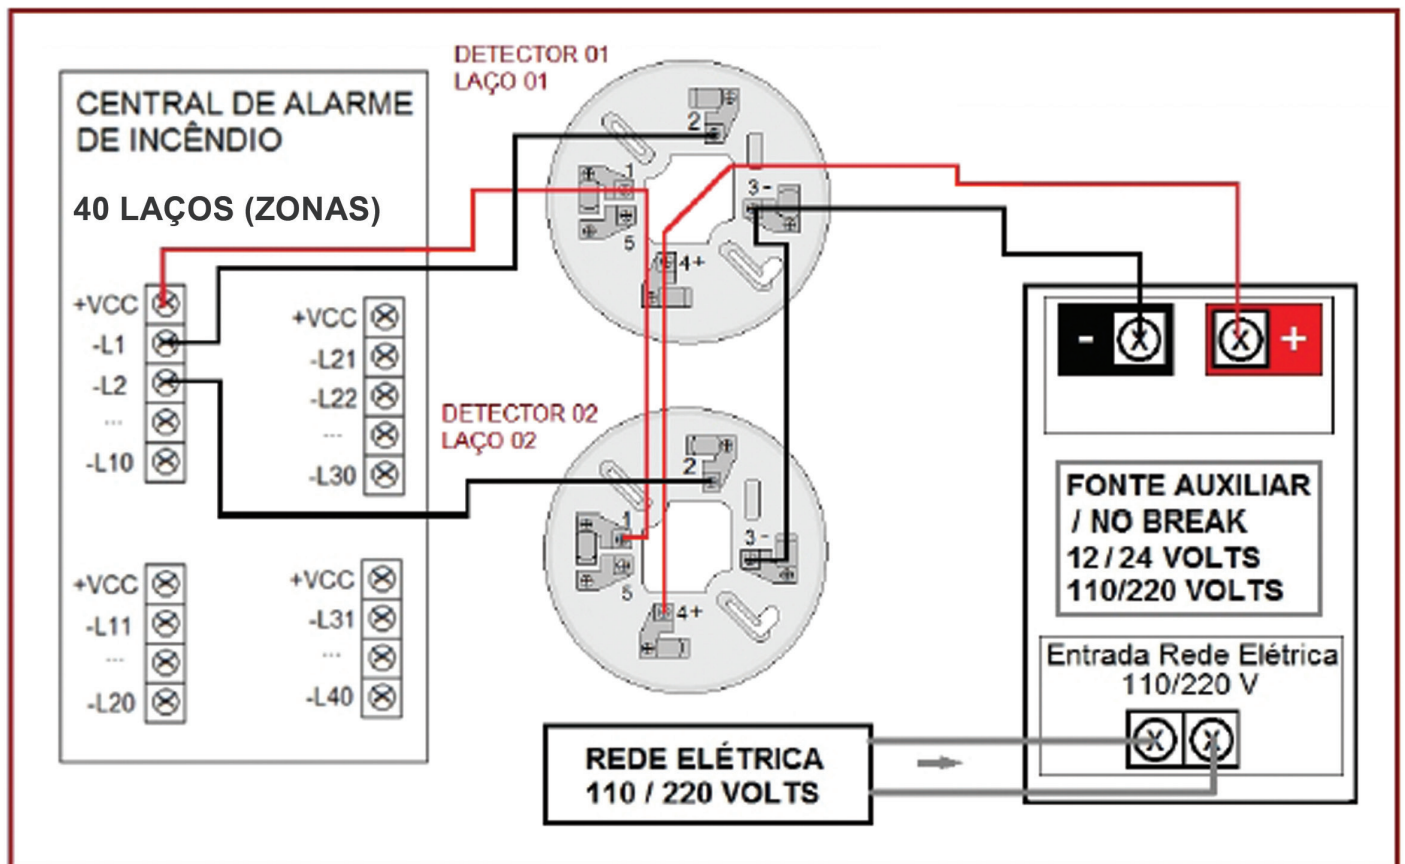 DETECTOR 01
LAÇO 01
CENTRAL DE ALARME
DE INCÊNDIO
40 LAÇOS (ZONAS)
+VCC
-L1
-L2
...
-L10
+VCC
-L21
-L22
...
-L30
+VCC
-L11
...
-L20
+VCC
-L31
...
-L40
2
1
3-
5
4+
DETECTOR 02
LAÇO 02
2
1
3-
5
4+
- X
X +
FONTE AUXILIAR
/ NO BREAK
12 / 24 VOLTS
110/220 VOLTS
Entrada Rede Elétrica
110/220 V
X X
REDE ELÉTRICA
110 / 220 VOLTS